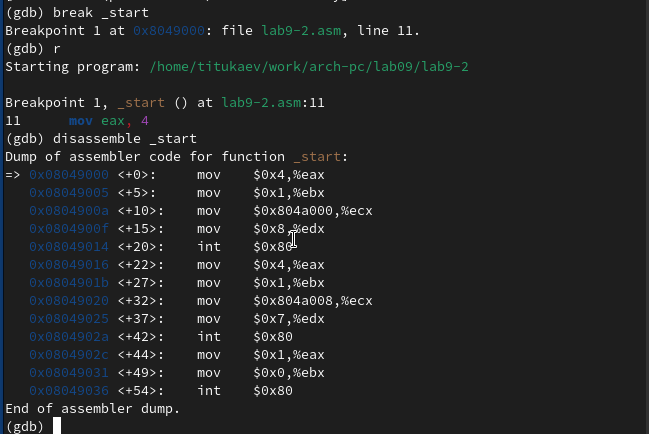 (gdb) break _start
Breakpoint 1 at 0x8049000: file lab9-2.asm, line 11.
(gdb) r
Starting program: /home/titukaev/work/arch-pc/lab09/lab9-2
Breakpoint 1, _start () at lab9-2.asm:11
11 mov eax, 4
(gdb) disassemble _start
Dump of assembler code for function _start:
=> 0x08049000 <+0>: mov $0x4,%eax
0x08049005 <+5>: mov $0x1,%ebx
0x0804900a <+10>: mov $0x804a000,%ecx
0x0804900f <+15>: mov $0x8,%edx
0x08049014 <+20>: int $0x80
0x08049016 <+22>: mov $0x4,%eax
0x0804901b <+27>: mov $0x1,%ebx
0x08049020 <+32>: mov $0x804a008,%ecx
0x08049025 <+37>: mov $0x7,%edx
0x0804902a <+42>: int $0x80
0x0804902c <+44>: mov $0x1,%eax
0x08049031 <+49>: mov $0x0,%ebx
0x08049036 <+54>: int $0x80
End of assembler dump.
(gdb)